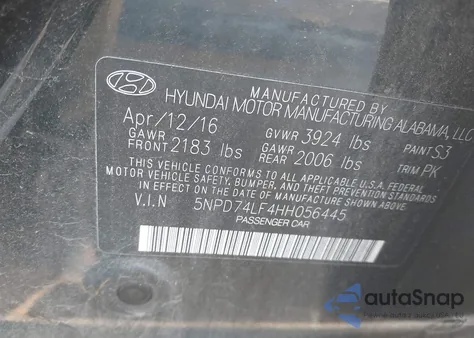 MANUFACTURED BY
HYUNDAI MOTOR MANUFACTURING ALABAMA, LLC
Apr/12/16 GVWR 3924 lbs PAINT S3
GAWR FRONT 2183 lbs GAWR REAR 2006 lbs TRIM PK
THIS VEHICLE CONFORMS TO ALL APPLICABLE U.S.A. FEDERAL
MOTOR VEHICLE SAFETY, BUMPER, AND THEFT PREVENTION STANDARDS
IN EFFECT ON THE DATE OF MANUFACTURE SHOWN ABOVE.
V.I.N 5NPD74LF4HH056445
PASSENGER CAR
autaSnap